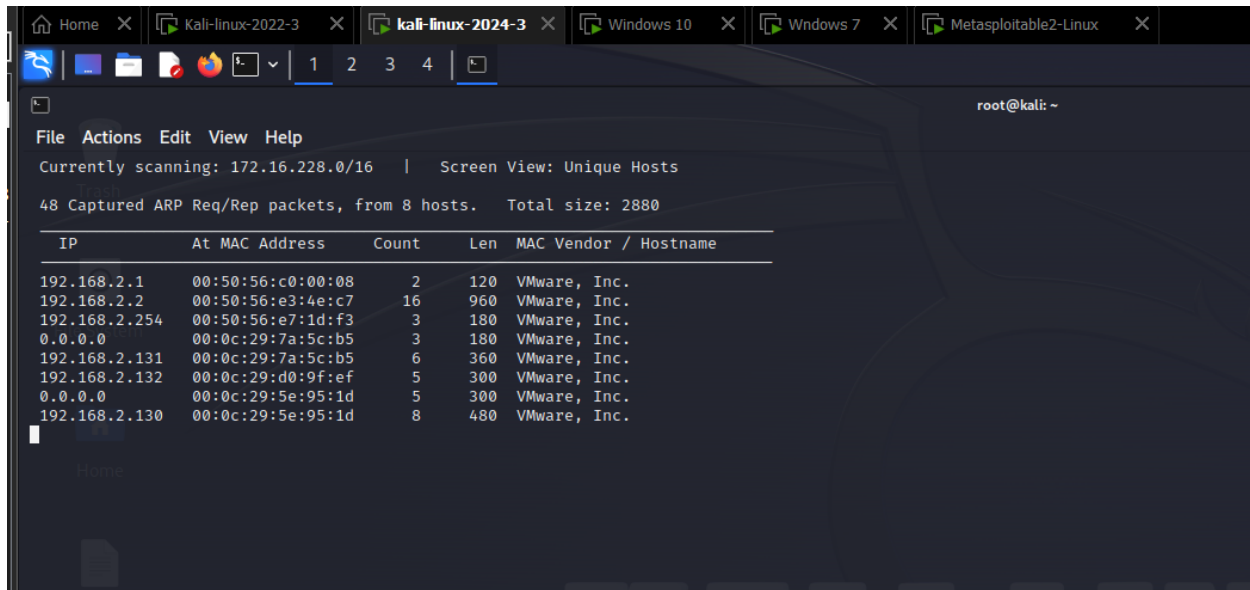 Home Kali-linux-2022-3 kali-linux-2024-3 Windows 10 Wndows 7 Metasploitable2-Linux
1 2 3 4
root@kali: ~
File Actions Edit View Help
Currently scanning: 172.16.228.0/16 | Screen View: Unique Hosts
Trash
48 Captured ARP Req/Rep packets, from 8 hosts. Total size: 2880
IP At MAC Address Count Len MAC Vendor / Hostname
192.168.2.1 00:50:56:c0:00:08 2 120 VMware, Inc.
192.168.2.2 00:50:56:e3:4e:c7 16 960 VMware, Inc.
192.168.2.254 00:50:56:e7:1d:f3 3 180 VMware, Inc.
0.0.0.0 00:0c:29:7a:5c:b5 3 180 VMware, Inc.
192.168.2.131 00:0c:29:7a:5c:b5 6 360 VMware, Inc.
192.168.2.132 00:0c:29:d0:9f:ef 5 300 VMware, Inc.
0.0.0.0 00:0c:29:5e:95:1d 5 300 VMware, Inc.
192.168.2.130 00:0c:29:5e:95:1d 8 480 VMware, Inc.
Home